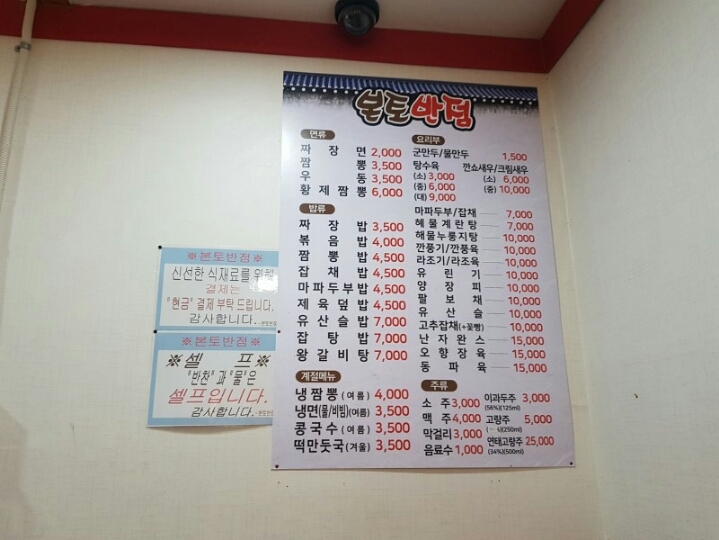 본토반점
면류
짜장면 2,000
짬뽕 3,500
우동 3,500
황제짬뽕 6,000
밥류
짜장밥 3,500
볶음밥 4,000
짬뽕밥 4,500
잡채밥 4,500
마파두부밥 4,500
제육덮밥 4,500
유산슬밥 7,000
잡탕밥 7,000
왕갈비탕 7,000
계절메뉴
냉짬뽕(여름) 4,000
냉면(물/비빔)(여름) 3,500
콩국수(여름) 3,500
떡만둣국(겨울) 3,500
요리부
군만두/물만두 1,500
탕수육 깐쇼새우/크림새우
(소) 3,000 (소) 6,000
(중) 6,000 (중) 10,000
(대) 9,000
마파두부/잡채 7,000
해물계란탕 7,000
해물누룽지탕 10,000
깐풍기/깐풍육 10,000
라조기/라조육 10,000
유린기 10,000
양장피 10,000
팔보채 10,000
유산슬 10,000
고추잡채(+꽃빵) 10,000
난자완스 15,000
오향장육 15,000
동파육 15,000
주류
소주 3,000
맥주 4,000
막걸리 3,000
음료수 1,000
이과두주 3,000
(56%)(125ml)
고량주 5,000
(250ml)
연태고량주 25,000
(34%)(500ml)
※본토반점※
신선한 식재료를 위해
결제는
"현금" 결제 부탁 드립니다.
감사합니다.
※본토반점※
※셀프※
"반찬"과 "물"은
셀프입니다.
감사합니다.